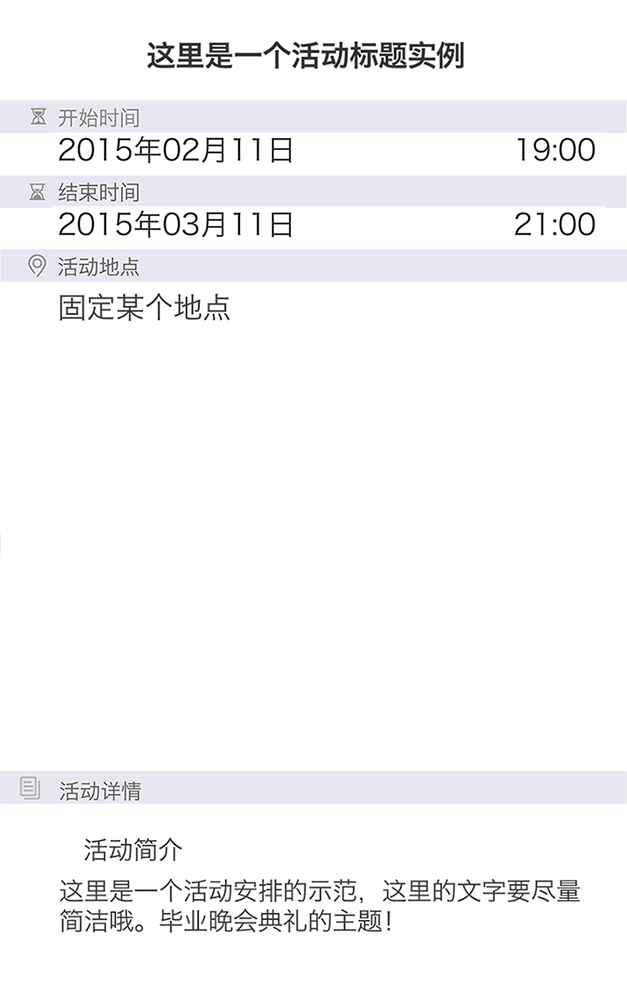 这里是一个活动标题实例
开始时间
2015年02月11日 19:00
结束时间
2015年03月11日 21:00
活动地点
固定某个地点
活动详情
活动简介
这里是一个活动安排的示范，这里的文字要尽量
简洁哦。毕业晚会典礼的主题！